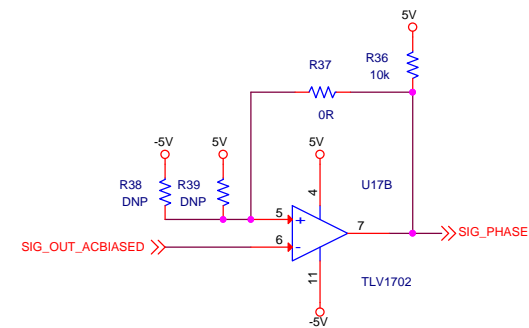 5V
R37
R36
10k
0R
-5V
5V
5V
R38
R39
DNP
DNP
4
U17B
5
+
7
SIG_PHASE
SIG_OUT_ACBIASED
6
-
11
TLV1702
-5V